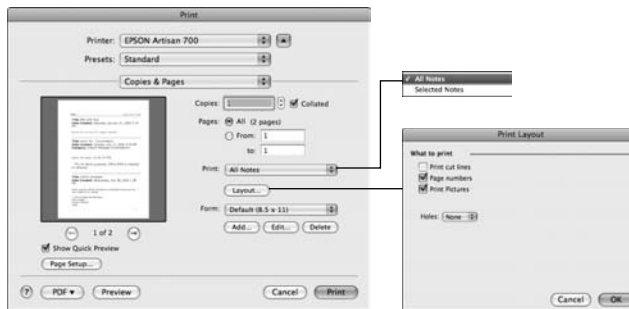 Print
Printer: EPSON Artisan 700
Presets: Standard
Copies & Pages
Copies: 1 Collated
Pages: All (2 pages)
From: 1
to: 1
Print: All Notes
Layout...
Form: Default (8.5 x 11)
Add... Edit... Delete
1 of 2
Show Quick Preview
Page Setup...
? PDF Preview Cancel Print
✓ All Notes
Selected Notes
Print Layout
What to print
Print cut lines
Page numbers
Print Pictures
Holes: None
Cancel OK